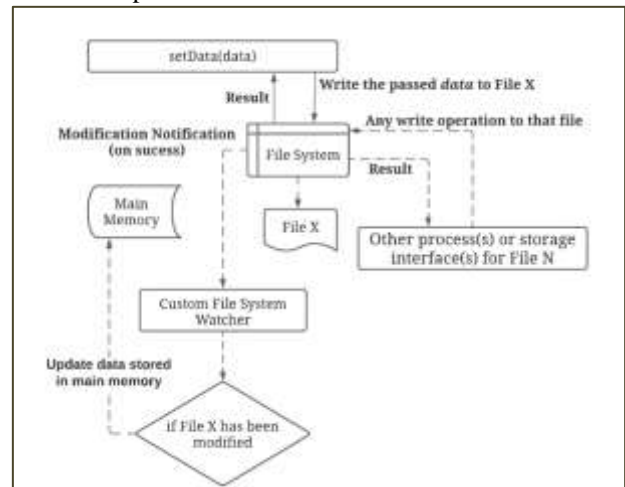 setData(data)
Write the passed data to File X
Result
Any write operation to that file
Modification Notification
(on sucess)
File System
Result
Main
Memory
File X
Other process(s) or storage
interface(s) for File N
Custom File System
Watcher
Update data stored
in main memory
if File X has been
modified